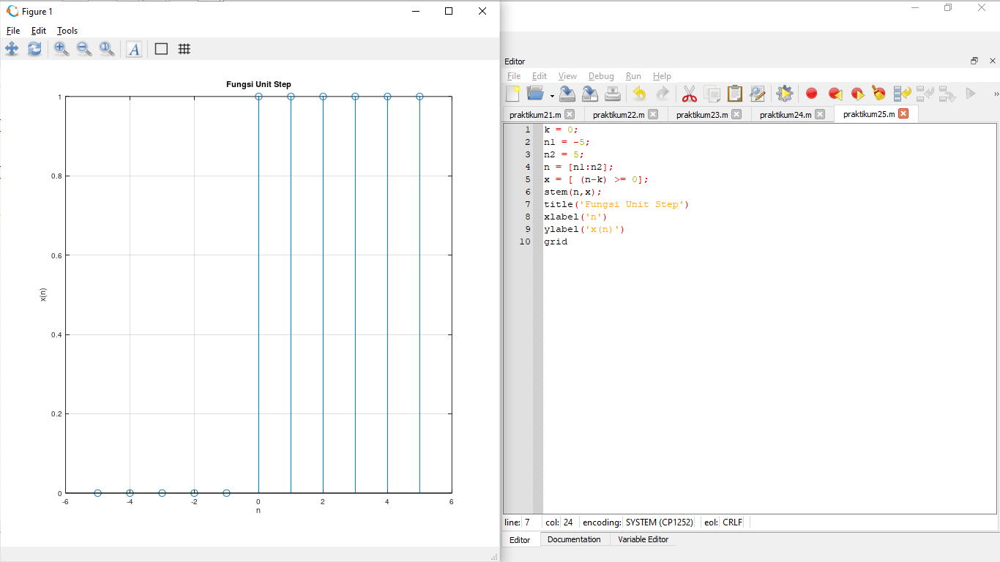 Figure 1
File Edit Tools
A
Fungsi Unit Step
1
0.8
0.6
0.4
0.2
0
x(n)
-6 -4 -2 0 2 4 6
n
Editor
File Edit View Debug Run Help
praktikum21.m praktikum22.m praktikum23.m praktikum24.m praktikum25.m
1 k = 0;
2 n1 = -5;
3 n2 = 5;
4 n = [n1:n2];
5 x = [ (n-k) >= 0];
6 stem(n,x);
7 title('Fungsi Unit Step')
8 xlabel('n')
9 ylabel('x(n)')
10 grid
line: 7 col: 24 encoding: SYSTEM (CP1252) eol: CRLF
Editor Documentation Variable Editor